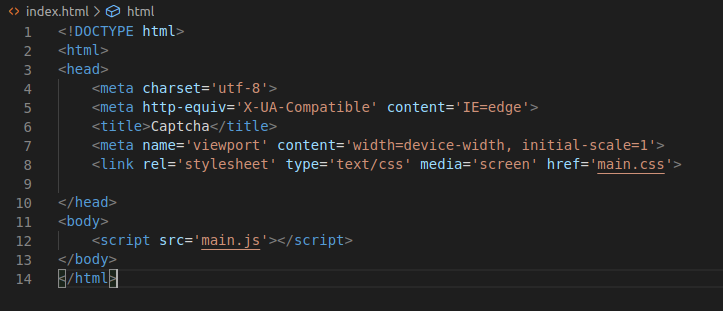 index.html > html
1 <!DOCTYPE html>
2 <html>
3 <head>
4     <meta charset='utf-8'>
5     <meta http-equiv='X-UA-Compatible' content='IE=edge'>
6     <title>Captcha</title>
7     <meta name='viewport' content='width=device-width, initial-scale=1'>
8     <link rel='stylesheet' type='text/css' media='screen' href='main.css'>
9
10 </head>
11 <body>
12     <script src='main.js'></script>
13 </body>
14 </html>